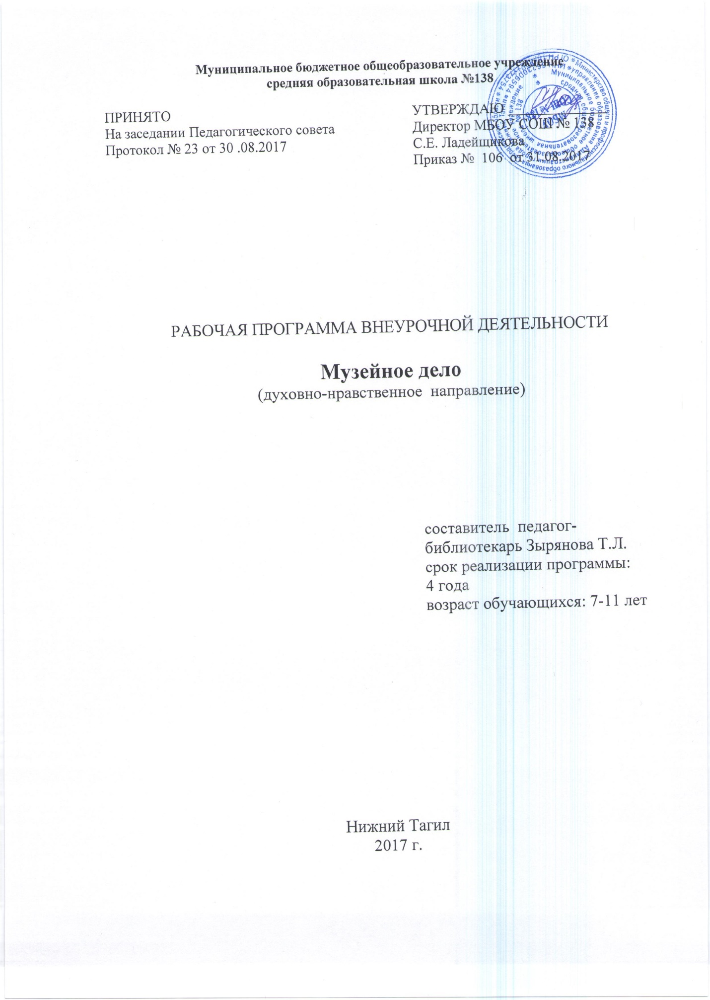 Муниципальное бюджетное общеобразовательное учреждение
средняя образовательная школа №138
ПРИНЯТО
На заседании Педагогического совета
Протокол № 23 от 30 .08.2017
УТВЕРЖДАЮ
Директор МБОУ СОШ № 138
С.Е. Ладейщикова
Приказ № 106 от 31.08.2017
РАБОЧАЯ ПРОГРАММА ВНЕУРОЧНОЙ ДЕЯТЕЛЬНОСТИ
Музейное дело
(духовно-нравственное направление)
составитель педагог-
библиотекарь Зырянова Т.Л.
срок реализации программы:
4 года
возраст обучающихся: 7-11 лет
Нижний Тагил
2017 г.